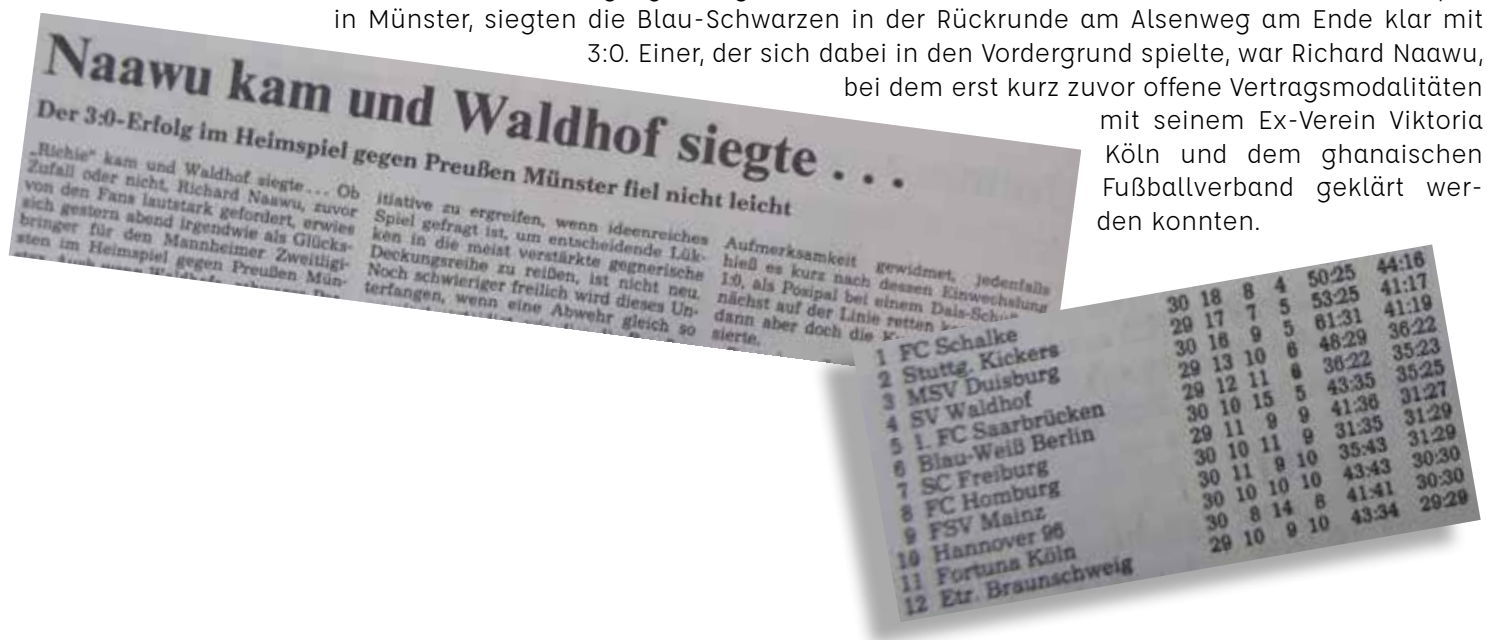 in Münster, siegten die Blau-Schwarzen in der Rückrunde am Alsenweg am Ende klar mit
3:0. Einer, der sich dabei in den Vordergrund spielte, war Richard Naawu,
bei dem erst kurz zuvor offene Vertragsmodalitäten
mit seinem Ex-Verein Viktoria
Köln und dem ghanaischen
Fußballverband geklärt wer-
den konnten.
Naawu kam und Waldhof siegte . . .
Der 3:0-Erfolg im Heimspiel gegen Preußen Münster fiel nicht leicht
„Richie“ kam und Waldhof siegte . . . Ob
Zufall oder nicht, Richard Naawu, zuvor
von den Fans lautstark gefordert, erwies
sich gestern abend irgendwie als Glücks-
bringer für den Mannheimer Zweitligi-
sten im Heimspiel gegen Preußen Mün-
itiative zu ergreifen, wenn ideenreiches
Spiel gefragt ist, um entscheidende Lük-
ken in die meist verstärkte gegnerische
Deckungsreihe zu reißen, ist nicht neu.
Noch schwieriger freilich wird dieses Un-
terfangen, wenn eine Abwehr gleich so
Aufmerksamkeit gewidmet, jedenfalls
hieß es kurz nach dessen Einwechslung
1:0, als Posipal bei einem Dais-Schuß
nächst auf der Linie retten
dann aber doch die
sierte.
1 FC Schalke 30 18 8 4 50:25 44:16
2 Stuttg. Kickers 29 17 7 5 53:25 41:17
3 MSV Duisburg 30 16 9 5 61:31 41:19
4 SV Waldhof 29 13 10 6 48:29 36:22
5 1. FC Saarbrücken 29 12 11 6 36:22 35:23
6 Blau-Weiß Berlin 30 10 15 5 43:35 35:25
7 SC Freiburg 29 11 9 9 41:36 31:27
8 FC Homburg 30 10 11 9 31:35 31:29
9 FSV Mainz 30 11 9 10 35:43 31:29
10 Hannover 96 30 10 10 10 43:43 30:30
11 Fortuna Köln 30 8 14 8 41:41 30:30
12 Etr. Braunschweig 29 10 9 10 43:34 29:29